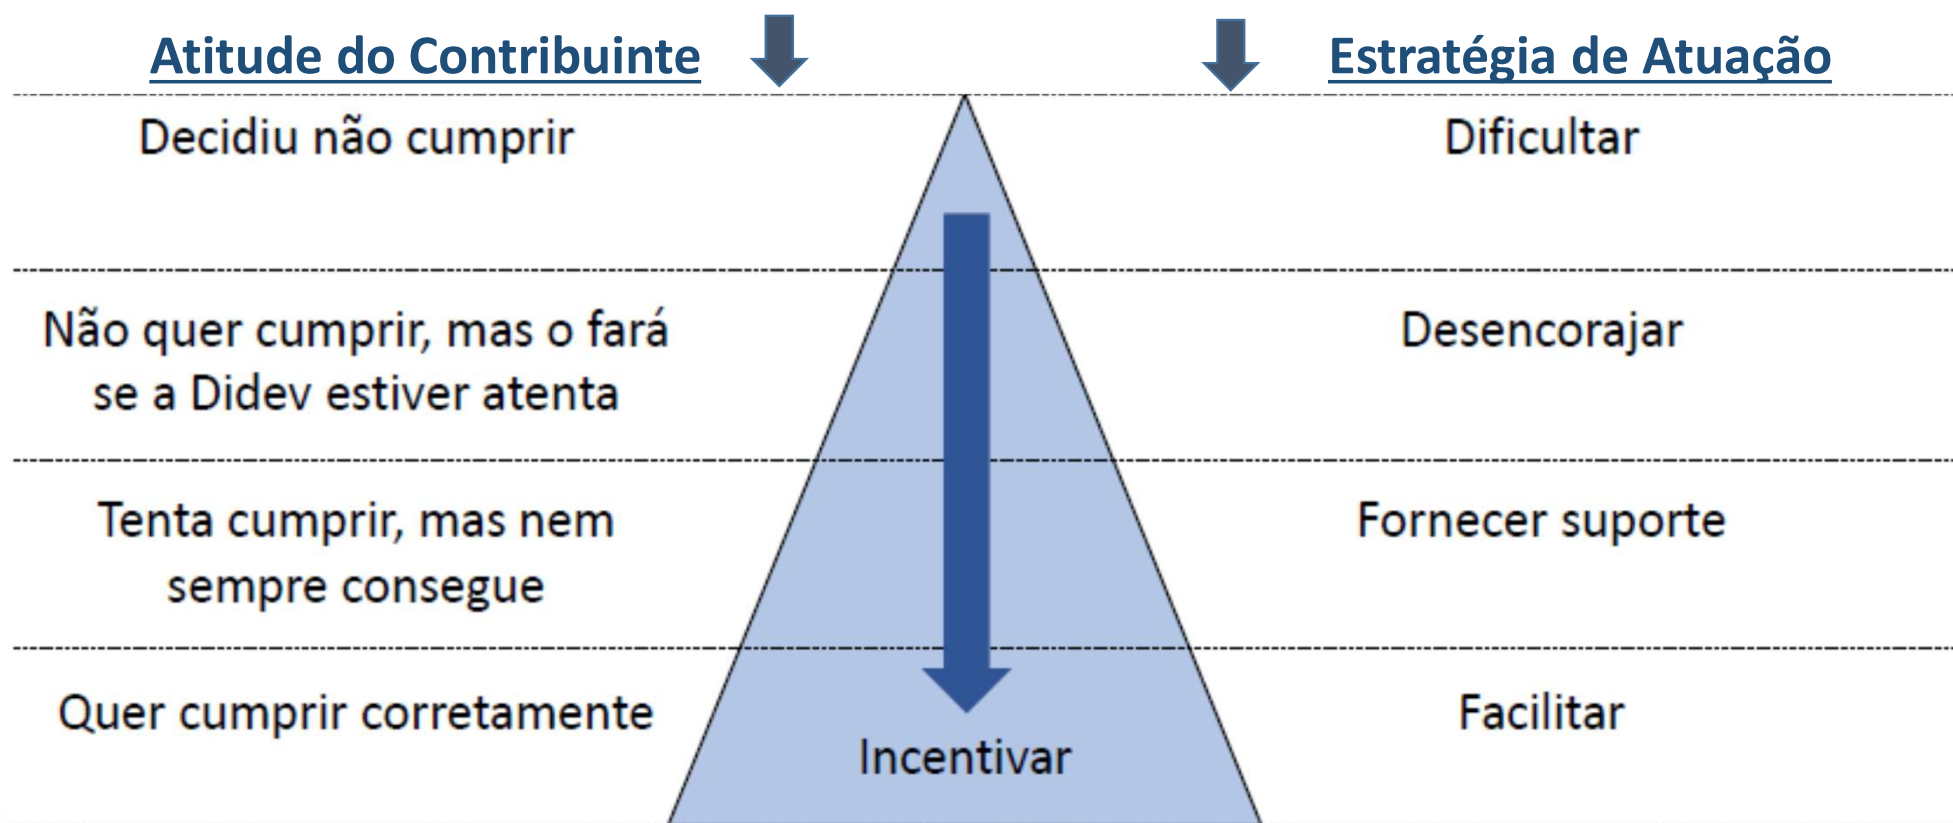 Atitude do Contribuinte
Estratégia de Atuação
Decidiu não cumprir
Dificultar
Não quer cumprir, mas o fará
se a Didev estiver atenta
Desencorajar
Tenta cumprir, mas nem
sempre consegue
Fornecer suporte
Quer cumprir corretamente
Facilitar
Incentivar